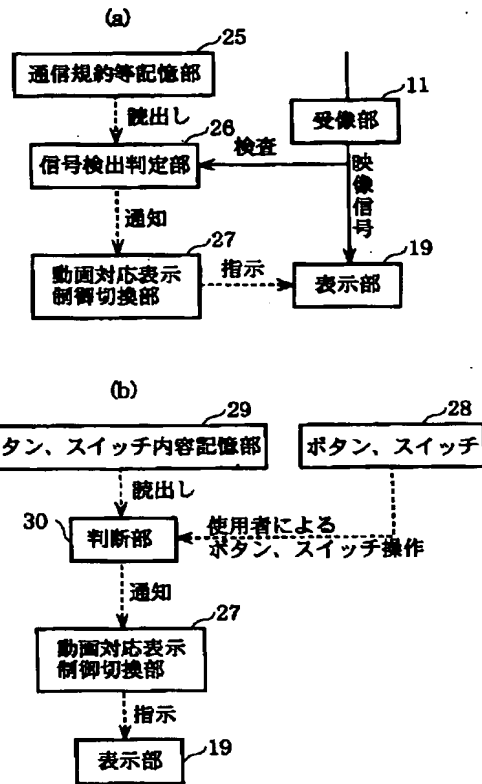 (a)
25
通信規約等記憶部
11
読出し
26
受像部
信号検出判定部
検査
映像信号
通知
27
19
動画対応表示
制御切換部
指示
表示部
(b)
29
28
タン、スイッチ内容記憶部
ボタン、スイッチ
読出し
30
判断部
使用者による
ボタン、スイッチ操作
通知
27
動画対応表示
制御切換部
指示
表示部
19